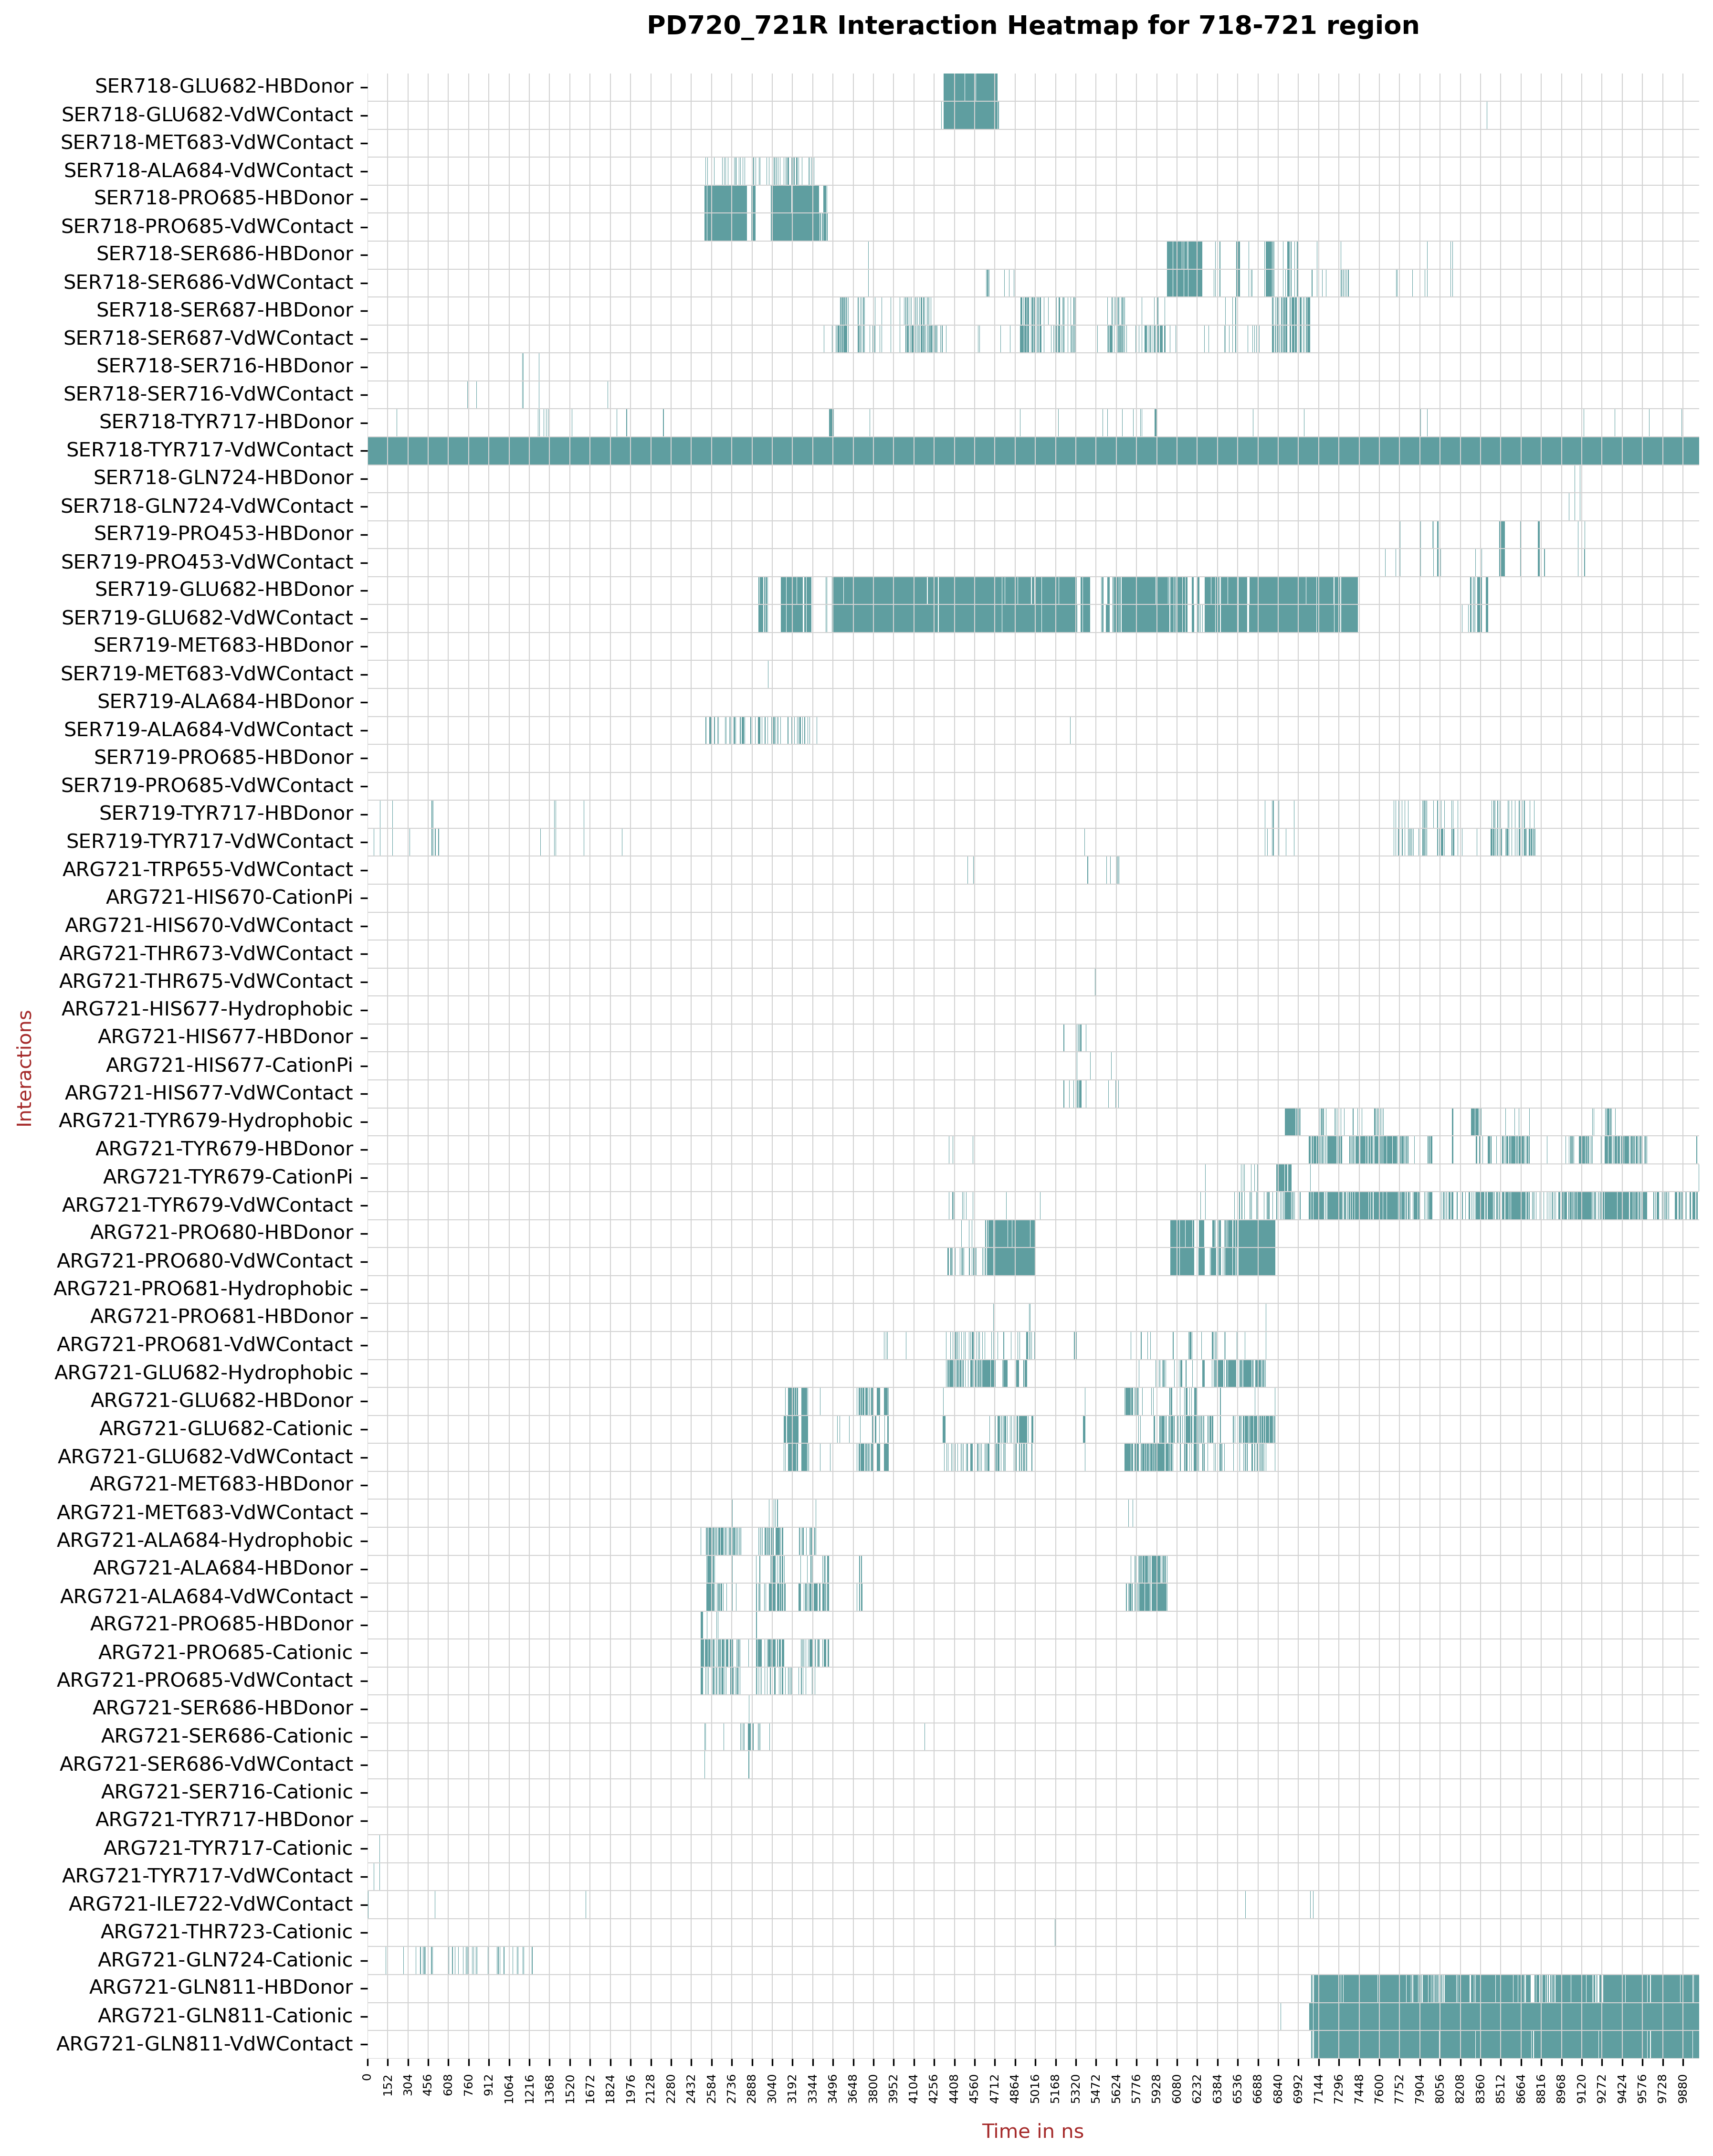 PD720_721R Interaction Heatmap for 718-721 region
SER718-GLU682-HBDonor
SER718-GLU682-VdWContact
SER718-MET683-VdWContact
SER718-ALA684-VdWContact
SER718-PRO685-HBDonor
SER718-PRO685-VdWContact
SER718-SER686-HBDonor
SER718-SER686-VdWContact
SER718-SER687-HBDonor
SER718-SER687-VdWContact
SER718-SER716-HBDonor
SER718-SER716-VdWContact
SER718-TYR717-HBDonor
SER718-TYR717-VdWContact
SER718-GLN724-HBDonor
SER718-GLN724-VdWContact
SER719-PRO453-HBDonor
SER719-PRO453-VdWContact
SER719-GLU682-HBDonor
SER719-GLU682-VdWContact
SER719-MET683-HBDonor
SER719-MET683-VdWContact
SER719-ALA684-HBDonor
SER719-ALA684-VdWContact
SER719-PRO685-HBDonor
SER719-PRO685-VdWContact
SER719-TYR717-HBDonor
SER719-TYR717-VdWContact
ARG721-TRP655-VdWContact
ARG721-HIS670-CationPi
ARG721-HIS670-VdWContact
ARG721-THR673-VdWContact
ARG721-THR675-VdWContact
ARG721-HIS677-Hydrophobic
ARG721-HIS677-HBDonor
ARG721-HIS677-CationPi
ARG721-HIS677-VdWContact
ARG721-TYR679-Hydrophobic
ARG721-TYR679-HBDonor
ARG721-TYR679-CationPi
ARG721-TYR679-VdWContact
ARG721-PRO680-HBDonor
ARG721-PRO680-VdWContact
ARG721-PRO681-Hydrophobic
ARG721-PRO681-HBDonor
ARG721-PRO681-VdWContact
ARG721-GLU682-Hydrophobic
ARG721-GLU682-HBDonor
ARG721-GLU682-Cationic
ARG721-GLU682-VdWContact
ARG721-MET683-HBDonor
ARG721-MET683-VdWContact
ARG721-ALA684-Hydrophobic
ARG721-ALA684-HBDonor
ARG721-ALA684-VdWContact
ARG721-PRO685-HBDonor
ARG721-PRO685-Cationic
ARG721-PRO685-VdWContact
ARG721-SER686-HBDonor
ARG721-SER686-Cationic
ARG721-SER686-VdWContact
ARG721-SER716-Cationic
ARG721-TYR717-HBDonor
ARG721-TYR717-Cationic
ARG721-TYR717-VdWContact
ARG721-ILE722-VdWContact
ARG721-THR723-Cationic
ARG721-GLN724-Cationic
ARG721-GLN811-HBDonor
ARG721-GLN811-Cationic
ARG721-GLN811-VdWContact
Interactions
0 152 304 456 608 760 912 1064 1216 1368 1520 1672 1824 1976 2128 2280 2432 2584 2736 2888 3040 3192 3344 3496 3648 3800 3952 4104 4256 4408 4560 4712 4864 5016 5168 5320 5472 5624 5776 5928 6080 6232 6384 6536 6688 6840 6992 7144 7296 7448 7600 7752 7904 8056 8208 8360 8512 8664 8816 8968 9120 9272 9424 9576 9728 9880
Time in ns